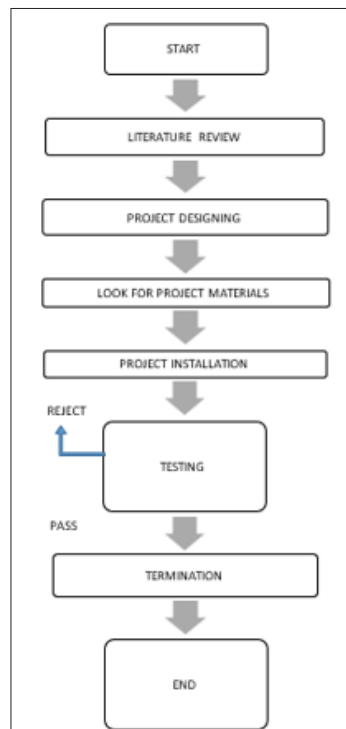 START
LITERATURE REVIEW
PROJECT DESIGNING
LOOK FOR PROJECT MATERIALS
PROJECT INSTALLATION
REJECT
TESTING
PASS
TERMINATION
END